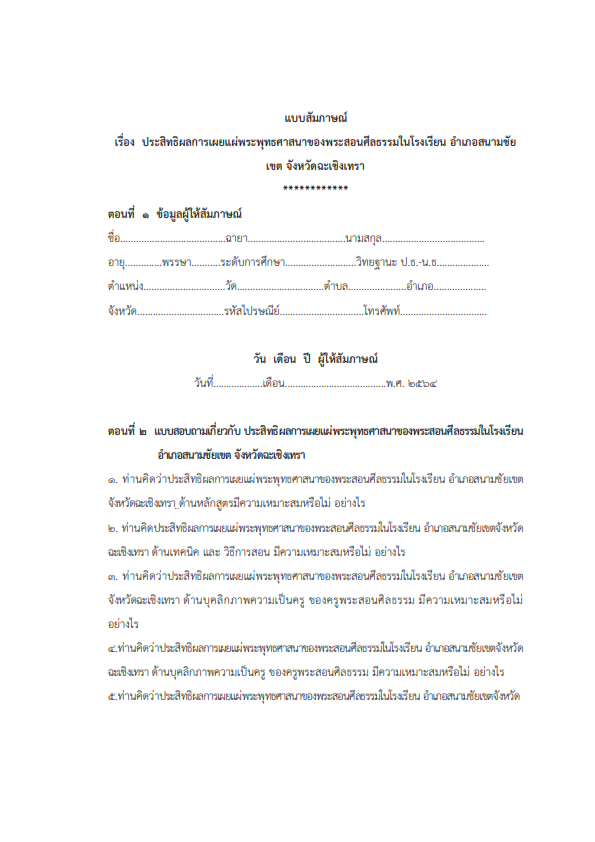 แบบสัมภาษณ์
เรื่อง ประสิทธิผลการเผยแผ่พระพุทธศาสนาของพระสอนศีลธรรมในโรงเรียน อำเภอสนามชัย
เขต จังหวัดฉะเชิงเทรา
************
ตอนที่ ๑ ข้อมูลผู้ให้สัมภาษณ์
ชื่อ........................................ฉายา.....................................นามสกุล.......................................
อายุ..............พรรษา...........ระดับการศึกษา...........................วิทยฐานะ ป.ธ.-น.ธ....................
ตำแหน่ง...............................วัด.................................ตำบล......................อำเภอ....................
จังหวัด.................................รหัสไปรษณีย์................................โทรศัพท์.................................
วัน เดือน ปี ผู้ให้สัมภาษณ์
วันที่...................เดือน.......................................พ.ศ. ๒๕๖๔
ตอนที่ ๒ แบบสอบถามเกี่ยวกับ ประสิทธิผลการเผยแผ่พระพุทธศาสนาของพระสอนศีลธรรมในโรงเรียน
อำเภอสนามชัยเขต จังหวัดฉะเชิงเทรา
๑. ท่านคิดว่าประสิทธิผลการเผยแผ่พระพุทธศาสนาของพระสอนศีลธรรมในโรงเรียน อำเภอสนามชัยเขต
จังหวัดฉะเชิงเทรา ด้านหลักสูตรมีความเหมาะสมหรือไม่ อย่างไร
๒. ท่านคิดประสิทธิผลการเผยแผ่พระพุทธศาสนาของพระสอนศีลธรรมในโรงเรียน อำเภอสนามชัยเขตจังหวัด
ฉะเชิงเทรา ด้านเทคนิค และ วิธีการสอน มีความเหมาะสมหรือไม่ อย่างไร
๓. ท่านคิดว่าประสิทธิผลการเผยแผ่พระพุทธศาสนาของพระสอนศีลธรรมในโรงเรียน อำเภอสนามชัยเขต
จังหวัดฉะเชิงเทรา ด้านบุคลิกภาพความเป็นครู ของครูพระสอนศิลธรรม มีความเหมาะสมหรือไม่
อย่างไร
๔.ท่านคิดว่าประสิทธิผลการเผยแผ่พระพุทธศาสนาของพระสอนศีลธรรมในโรงเรียน อำเภอสนามชัยเขตจังหวัด
ฉะเชิงเทรา ด้านบุคลิกภาพความเป็นครู ของครูพระสอนศิลธรรม มีความเหมาะสมหรือไม่ อย่างไร
๕.ท่านคิดว่าประสิทธิผลการเผยแผ่พระพุทธศาสนาของพระสอนศีลธรรมในโรงเรียน อำเภอสนามชัยเขตจังหวัด